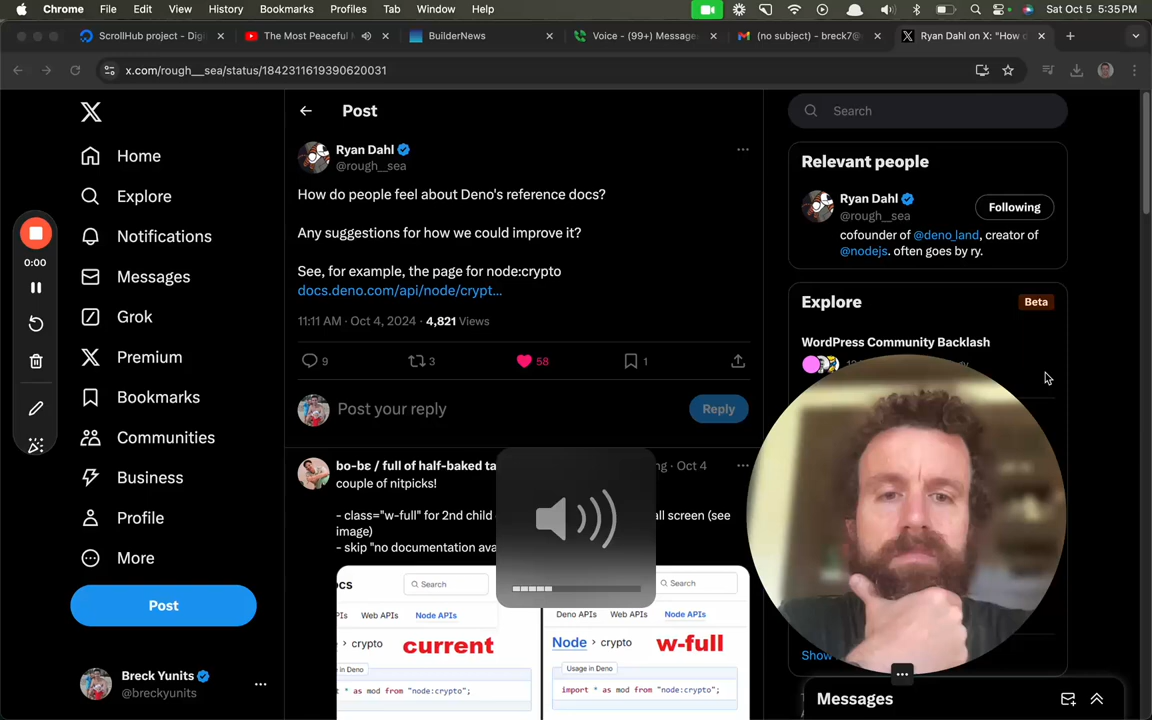 Chrome File Edit View History Bookmarks Profiles Tab Window Help Sat Oct 5 5:35 PM
ScrollHub project - Digi
The Most Peaceful
BuilderNews
Voice - (99+) Message
(no subject) - breck7@
Ryan Dahl on X: "How d
x.com/rough__sea/status/1842311619390620031
Home
Explore
Notifications
Messages
Grok
Premium
Bookmarks
Communities
Business
Profile
More
Post
Breck Yunits
@breckyunits
0:00
Post
Ryan Dahl
@rough__sea
How do people feel about Deno's reference docs?
Any suggestions for how we could improve it?
See, for example, the page for node:crypto
docs.deno.com/api/node/crypt...
11:11 AM · Oct 4, 2024 · 4,821 Views
9 3 58 1
Post your reply
Reply
bo-bɛ / full of half-baked ta
Oct 4
couple of nitpicks!
- class="w-full" for 2nd child
all screen (see
image)
- skip "no documentation ava
ocs
Search
Web APIs Node APIs
crypto
current
Usage in Deno
* as mod from "node:crypto";
Search
Deno APIs Web APIs Node APIs
Node > crypto
w-full
Usage in Deno
import * as mod from "node:crypto";
Search
Relevant people
Ryan Dahl
@rough__sea
Following
cofounder of @deno_land, creator of
@nodejs. often goes by ry.
Explore
Beta
WordPress Community Backlash
Show
Messages